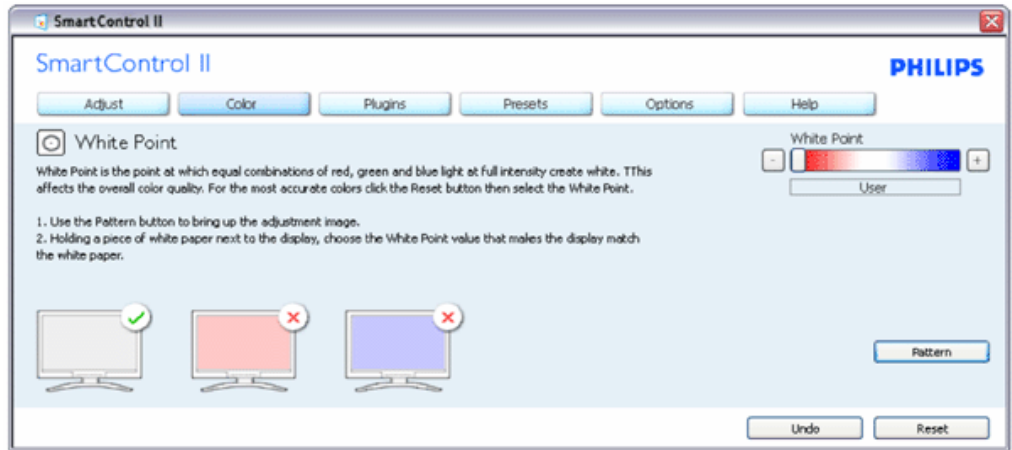 SmartControl II
SmartControl II
PHILIPS
Adjust Color Plugins Presets Options Help
White Point
White Point is the point at which equal combinations of red, green and blue light at full intensity create white. TThis
affects the overall color quality. For the most accurate colors click the Reset button then select the White Point.
1. Use the Pattern button to bring up the adjustment image.
2. Holding a piece of white paper next to the display, choose the White Point value that makes the display match
the white paper.
White Point
- +
User
Pattern
Undo Reset